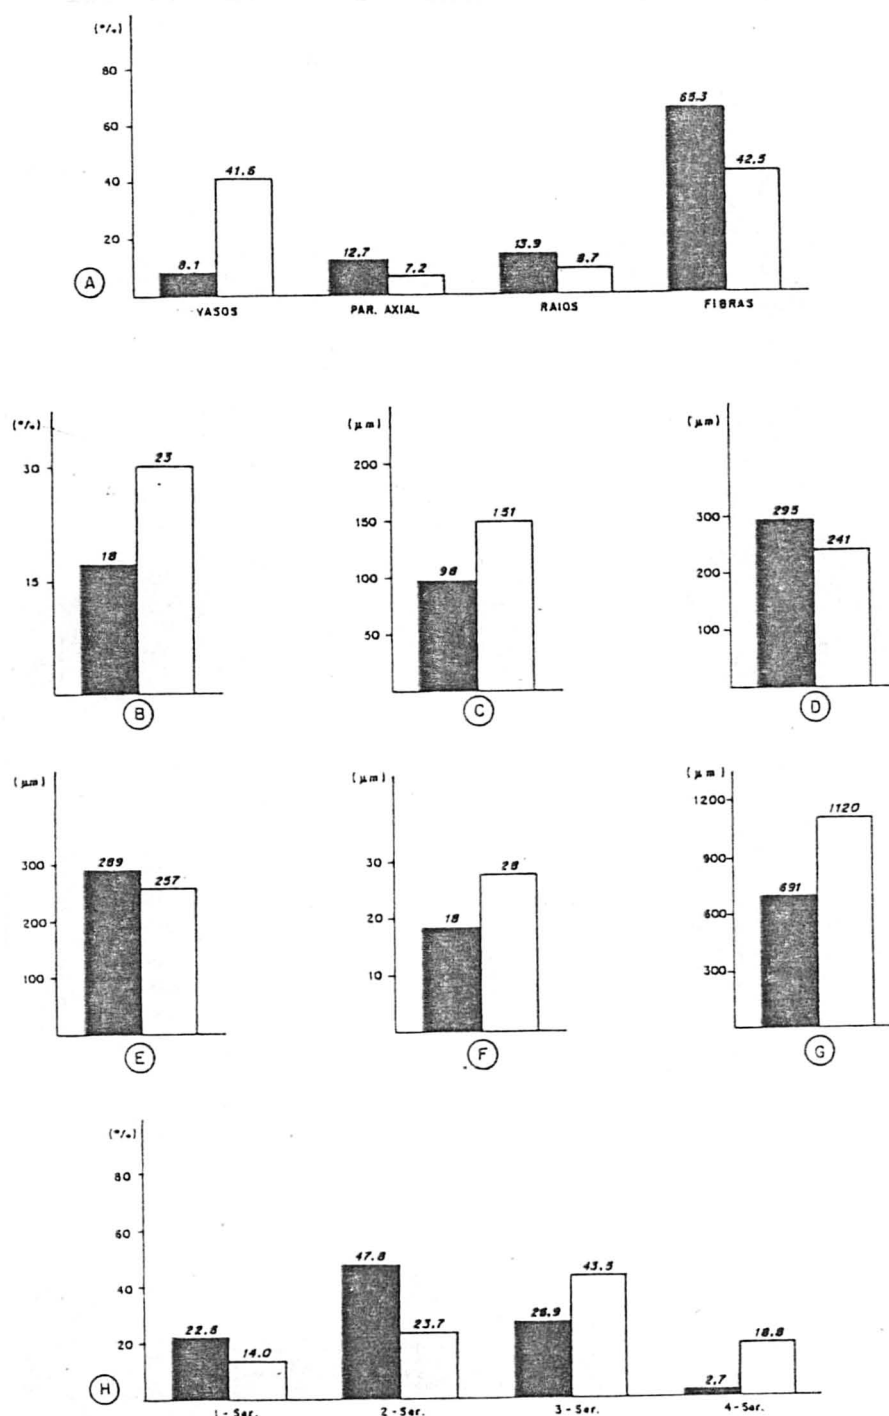 (%)
80
60
40
20
8.1 41.6 12.7 7.2 13.9 8.7 65.3 42.5
A
VASOS PAR. AXIAL RAIOS FIBRAS
(%)
30
15
18 23
B
(µm)
200
150
100
50
98 151
C
(µm)
300
200
100
295 241
D
(µm)
300
200
100
289 257
E
(µm)
30
20
10
18 28
F
(µm)
1200
900
600
300
691 1120
G
(%)
80
60
40
20
22.6 14.0 47.8 23.7 26.9 43.5 2.7 18.8
H
1-Ser. 2-Ser. 3-Ser. 4-Ser.